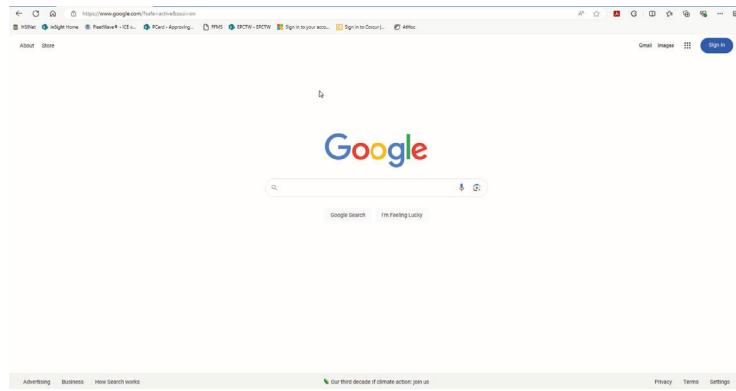 https://www.google.com/?safe=active&ssui=on
HSINet inSight Home FleetWave® - ICE v... PCard - Approving... FFMS EPCTW - EPCTW Sign in to your acco... Sign in to Concur | ... AtHoc
About Store
Gmail Images Sign in
Google
Google Search I'm Feeling Lucky
Advertising Business How Search works
Our third decade of climate action: join us
Privacy Terms Settings